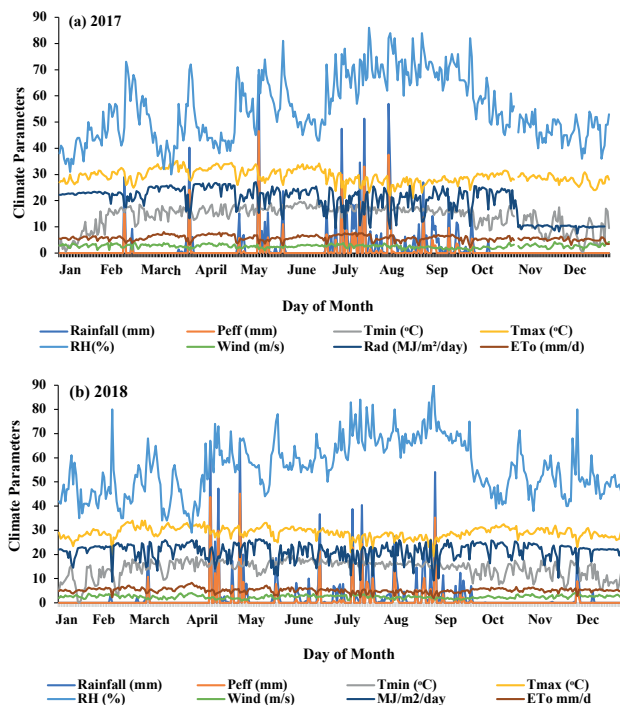 (a) 2017
90
80
70
60
50
40
30
20
10
0
Climate Parameters
Jan Feb March April May June July Aug Sep Oct Nov Dec
Day of Month
Rainfall (mm) Peff (mm) Tmin (°C) Tmax (°C)
RH(%) Wind (m/s) Rad (MJ/m²/day) ETo (mm/d)
(b) 2018
90
80
70
60
50
40
30
20
10
0
Climate Parameters
Jan Feb March April May June July Aug Sep Oct Nov Dec
Day of Month
Rainfall (mm) Peff (mm) Tmin (°C) Tmax (°C)
RH (%) Wind (m/s) MJ/m2/day ETo mm/d